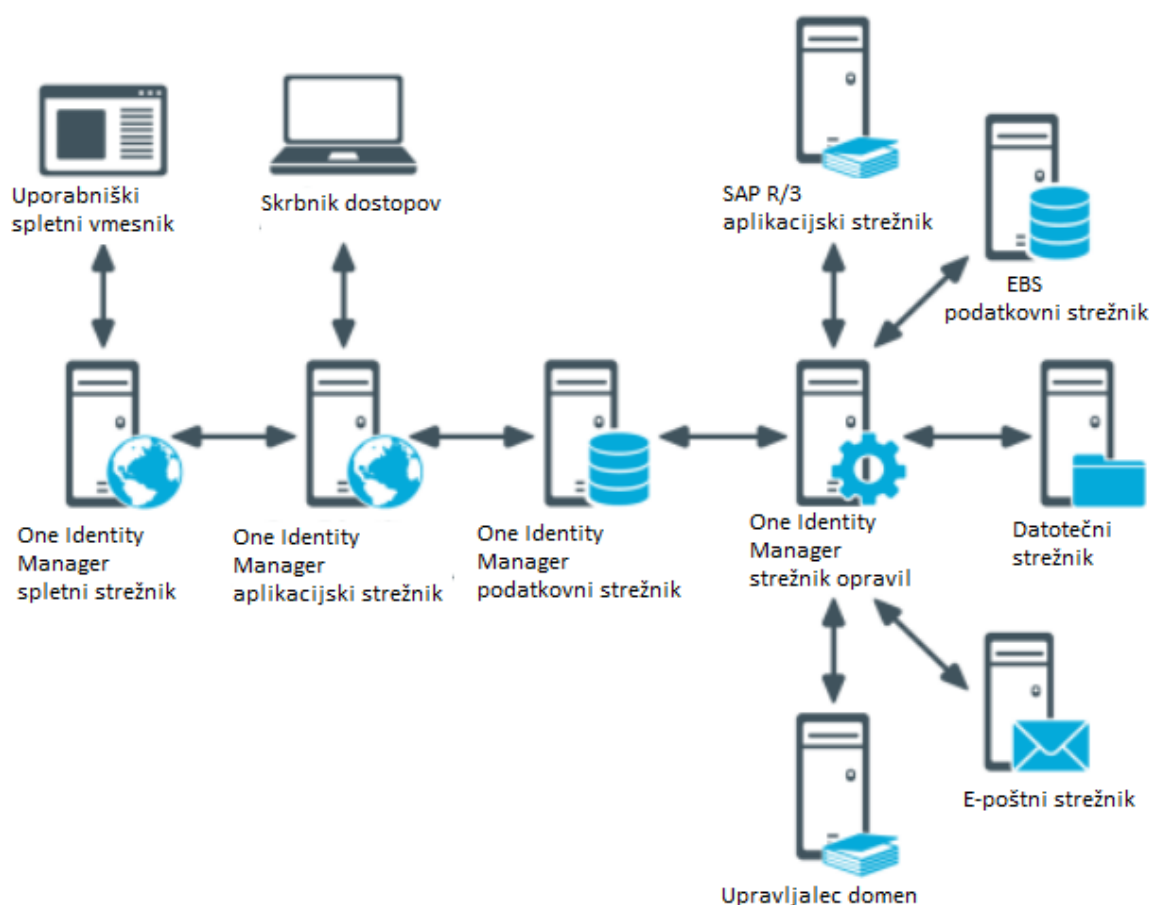 Uporabniški
spletni vmesnik
Skrbnik dostopov
SAP R/3
aplikacijski strežnik
EBS
podatkovni strežnik
One Identity
Manager
spletni strežnik
One Identity
Manager
aplikacijski strežnik
One Identity
Manager
podatkovni strežnik
One Identity
Manager
strežnik opravil
Datotečni
strežnik
E-poštni strežnik
Upravljalec domen